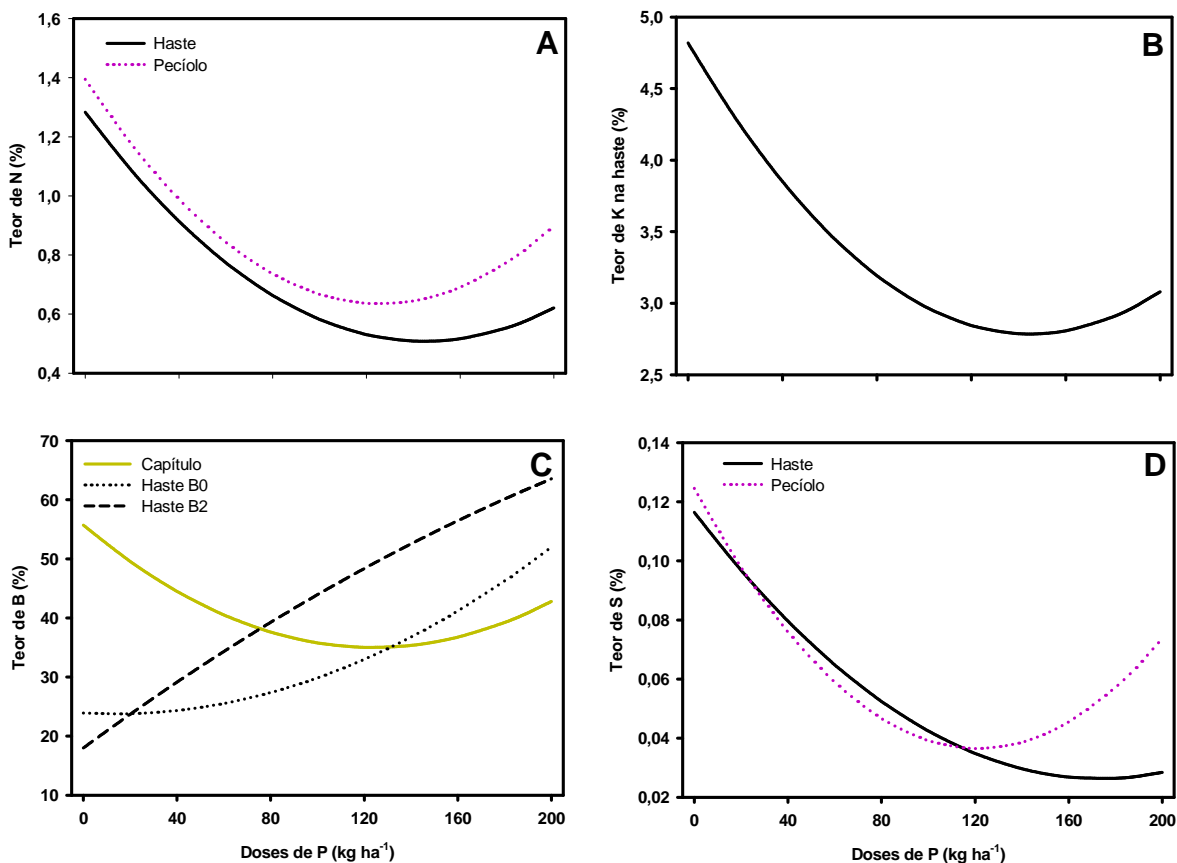 A
Haste
Pecíolo
Teor de N (%)
1,6
1,4
1,2
1,0
0,8
0,6
0,4
B
Teor de K na haste (%)
5,0
4,5
4,0
3,5
3,0
2,5
C
Capítulo
Haste B0
Haste B2
Teor de B (%)
70
60
50
40
30
20
10
0 40 80 120 160 200
Doses de P (kg ha⁻¹)
D
Haste
Pecíolo
Teor de S (%)
0,14
0,12
0,10
0,08
0,06
0,04
0,02
0 40 80 120 160 200
Doses de P (kg ha⁻¹)